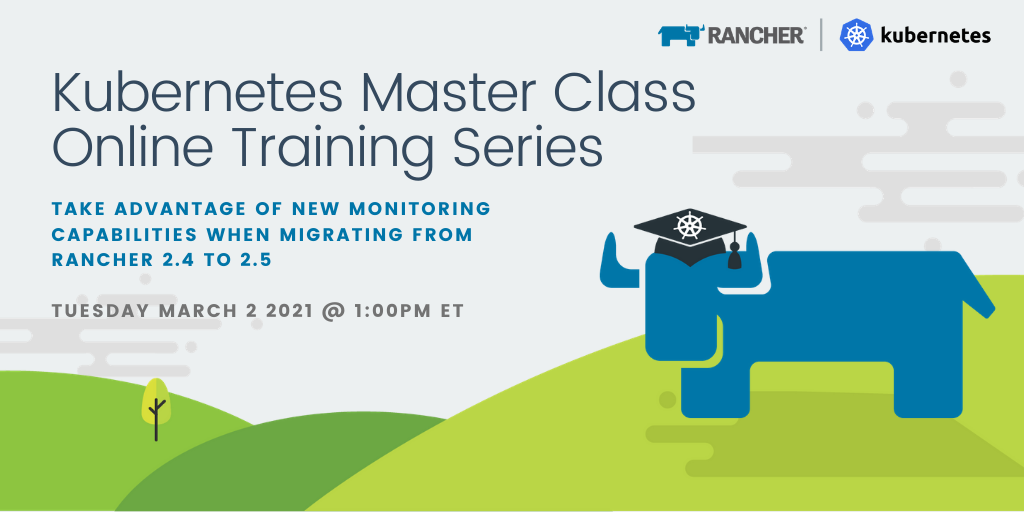 RANCHER® | kubernetes
Kubernetes Master Class
Online Training Series
TAKE ADVANTAGE OF NEW MONITORING
CAPABILITIES WHEN MIGRATING FROM
RANCHER 2.4 TO 2.5
TUESDAY MARCH 2 2021 @ 1:00PM ET